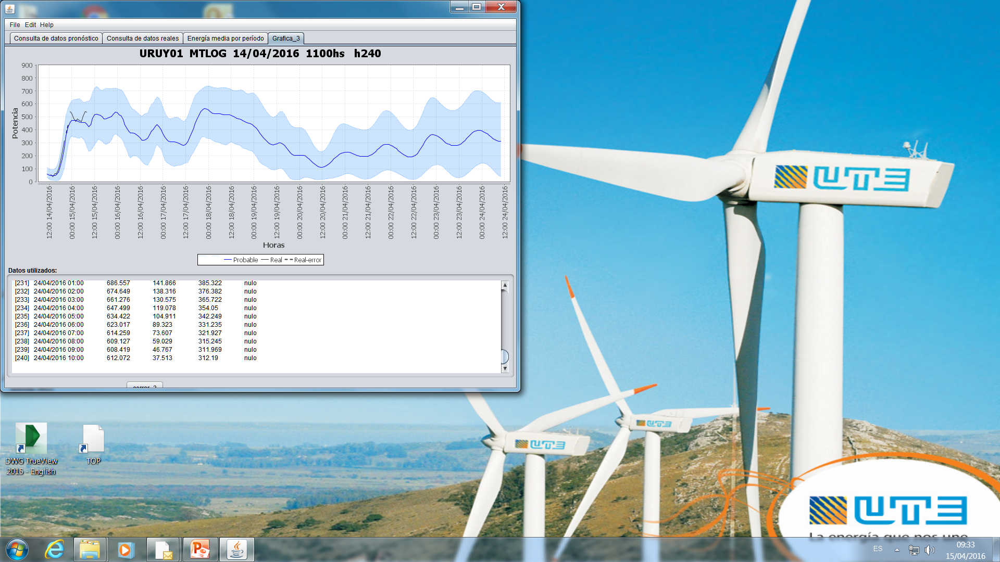 File Edit Help
Consulta de datos pronóstico Consulta de datos reales Energía media por período Grafica_3
URUY01 MTLOG 14/04/2016 1100hs h240
900
800
700
600
500
400
300
200
100
0
Potencia
12:00 14/04/2016
00:00 15/04/2016
12:00 15/04/2016
00:00 16/04/2016
12:00 16/04/2016
00:00 17/04/2016
12:00 17/04/2016
00:00 18/04/2016
12:00 18/04/2016
00:00 19/04/2016
12:00 19/04/2016
00:00 20/04/2016
12:00 20/04/2016
00:00 21/04/2016
12:00 21/04/2016
00:00 22/04/2016
12:00 22/04/2016
00:00 23/04/2016
12:00 23/04/2016
00:00 24/04/2016
12:00 24/04/2016
Horas
Probable Real Real-error
Datos utilizados:
[231] 24/04/2016 01:00 686.557 141.866 385.322 nulo
[232] 24/04/2016 02:00 674.649 138.316 376.382 nulo
[233] 24/04/2016 03:00 661.276 130.575 365.722 nulo
[234] 24/04/2016 04:00 647.499 119.078 354.05 nulo
[235] 24/04/2016 05:00 634.422 104.911 342.249 nulo
[236] 24/04/2016 06:00 623.017 89.323 331.235 nulo
[237] 24/04/2016 07:00 614.259 73.607 321.927 nulo
[238] 24/04/2016 08:00 609.127 59.029 315.245 nulo
[239] 24/04/2016 09:00 608.419 46.767 311.969 nulo
[240] 24/04/2016 10:00 612.072 37.513 312.19 nulo
UTE
UTE
UTE
DWG TrueView
2015 - English
TOP
UTE
La energía que nos une
ES
09:33
15/04/2016